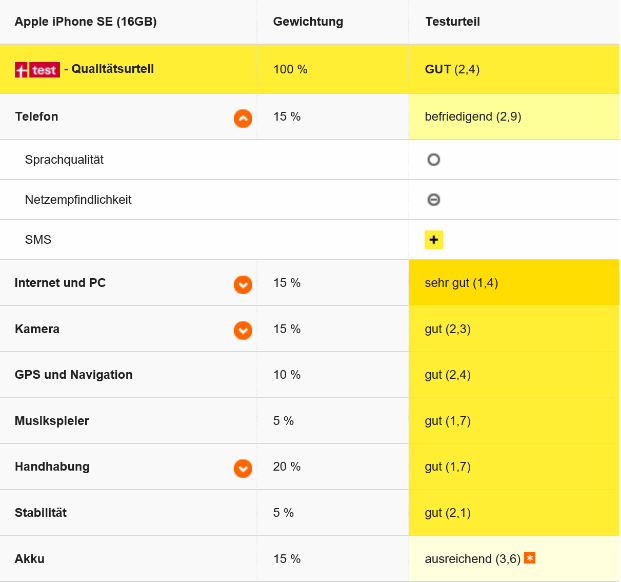 Apple iPhone SE (16GB) Gewichtung Testurteil
test - Qualitätsurteil 100 % GUT (2,4)
Telefon 15 % befriedigend (2,9)
Sprachqualität
Netzempfindlichkeit
SMS +
Internet und PC 15 % sehr gut (1,4)
Kamera 15 % gut (2,3)
GPS und Navigation 10 % gut (2,4)
Musikspieler 5 % gut (1,7)
Handhabung 20 % gut (1,7)
Stabilität 5 % gut (2,1)
Akku 15 % ausreichend (3,6) *